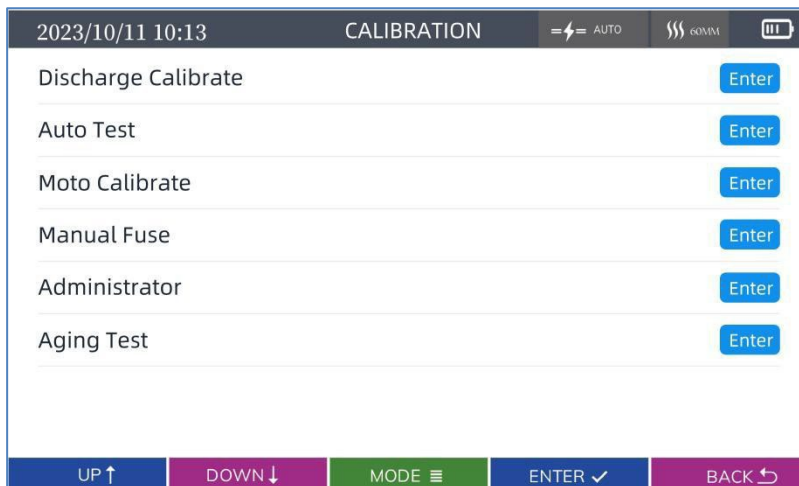 2023/10/11 10:13 CALIBRATION AUTO 60MM
Discharge Calibrate Enter
Auto Test Enter
Moto Calibrate Enter
Manual Fuse Enter
Administrator Enter
Aging Test Enter
UP↑ DOWN↓ MODE ≡ ENTER ✓ BACK ⮌